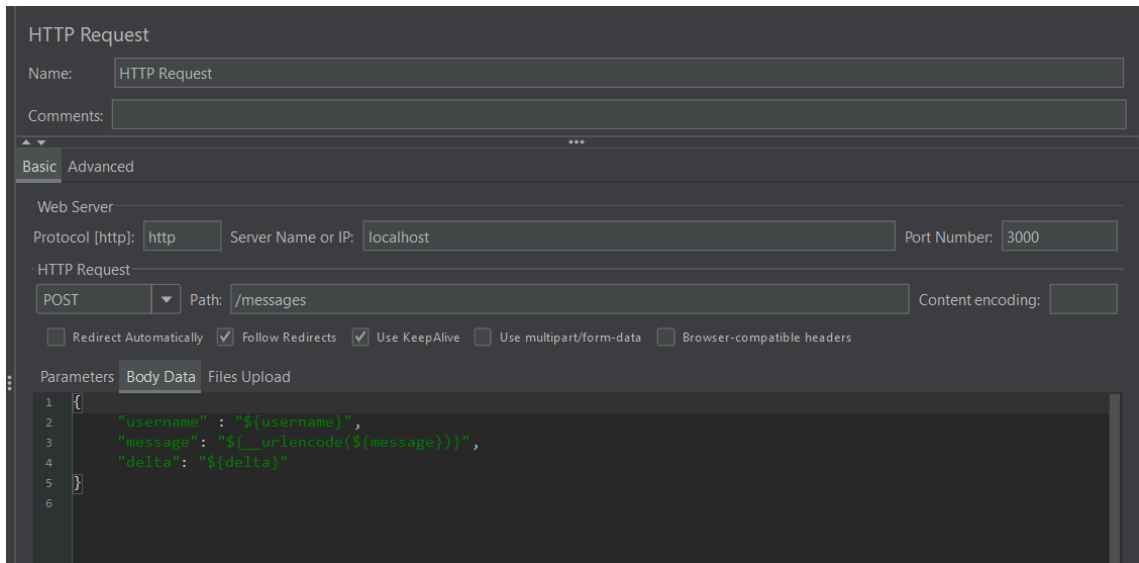 HTTP Request
Name: HTTP Request
Comments:
Basic Advanced
Web Server
Protocol [http]: http Server Name or IP: localhost Port Number: 3000
HTTP Request
POST Path: /messages Content encoding:
Redirect Automatically Follow Redirects Use KeepAlive Use multipart/form-data Browser-compatible headers
Parameters Body Data Files Upload
1 {
2 "username" : "${username}",
3 "message": "${__urlencode(${message})}",
4 "delta": "${delta}"
5 }
6